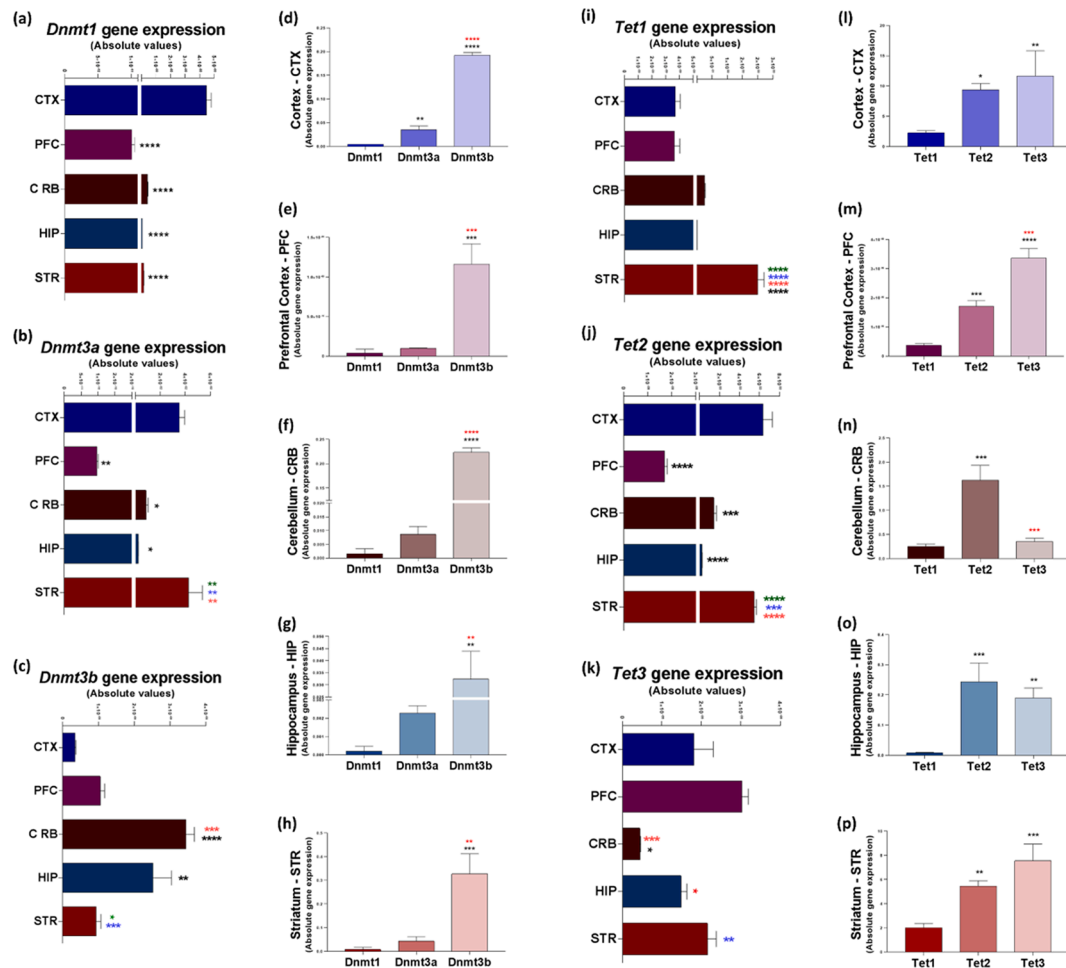 (a)
Dnmt1 gene expression
(Absolute values)
CTX
PFC
****
C RB
****
HIP
****
STR
****
(b)
Dnmt3a gene expression
(Absolute values)
CTX
PFC
**
C RB
*
HIP
*
STR
**
**
**
(c)
Dnmt3b gene expression
(Absolute values)
CTX
PFC
C RB
***
****
HIP
**
STR
*
***
(d)
Cortex - CTX
(Absolute gene expression)
**
****
****
Dnmt1 Dnmt3a Dnmt3b
(e)
Prefrontal Cortex - PFC
(Absolute gene expression)
***
***
Dnmt1 Dnmt3a Dnmt3b
(f)
Cerebellum - CRB
(Absolute gene expression)
****
****
Dnmt1 Dnmt3a Dnmt3b
(g)
Hippocampus - HIP
(Absolute gene expression)
**
**
Dnmt1 Dnmt3a Dnmt3b
(h)
Striatum - STR
(Absolute gene expression)
**
***
Dnmt1 Dnmt3a Dnmt3b
(i)
Tet1 gene expression
(Absolute values)
CTX
PFC
CRB
HIP
STR
****
****
****
****
(j)
Tet2 gene expression
(Absolute values)
CTX
PFC
****
CRB
***
HIP
****
STR
****
***
****
(k)
Tet3 gene expression
(Absolute values)
CTX
PFC
CRB
***
*
HIP
*
STR
**
(l)
Cortex - CTX
(Absolute gene expression)
*
**
Tet1 Tet2 Tet3
(m)
Prefrontal Cortex - PFC
(Absolute gene expression)
***
***
****
Tet1 Tet2 Tet3
(n)
Cerebellum - CRB
(Absolute gene expression)
***
***
Tet1 Tet2 Tet3
(o)
Hippocampus - HIP
(Absolute gene expression)
***
**
Tet1 Tet2 Tet3
(p)
Striatum - STR
(Absolute gene expression)
**
***
Tet1 Tet2 Tet3